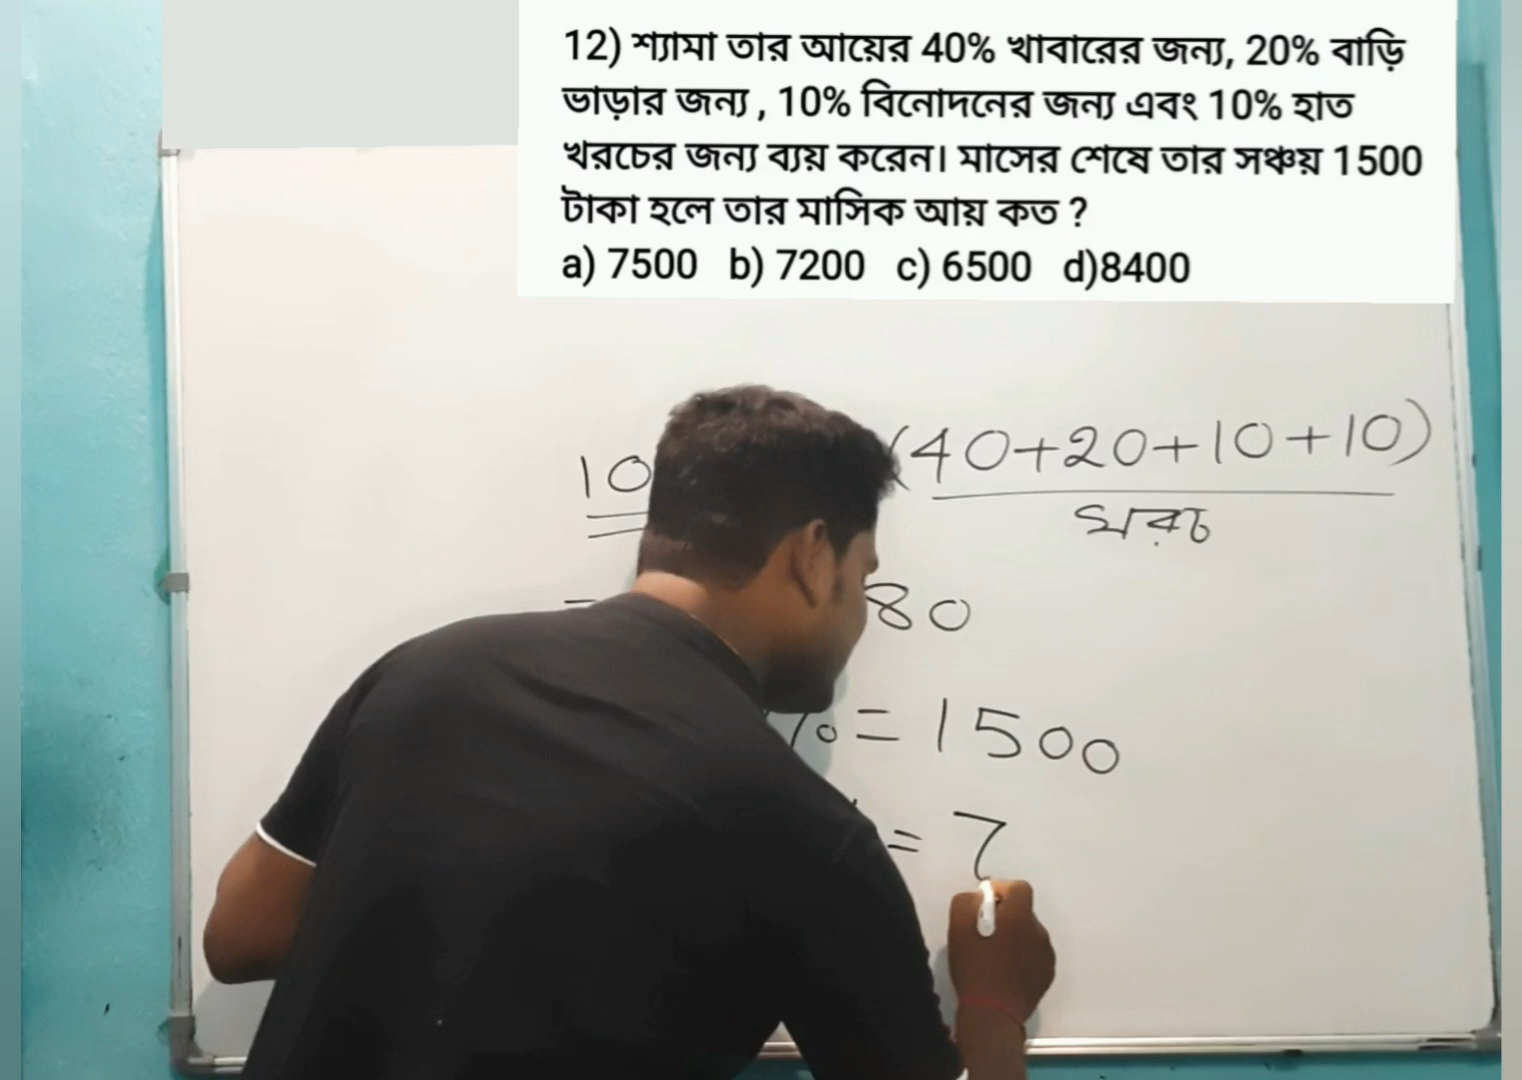 12) শ্যামা তার আয়ের 40% খাবারের জন্য, 20% বাড়ি
ভাড়ার জন্য , 10% বিনোদনের জন্য এবং 10% হাত
খরচের জন্য ব্যয় করেন। মাসের শেষে তার সঞ্চয় 1500
টাকা হলে তার মাসিক আয় কত ?
a) 7500 b) 7200 c) 6500 d)8400
10 (40+20+10+10)
খরচ
80
% = 1500
= 7